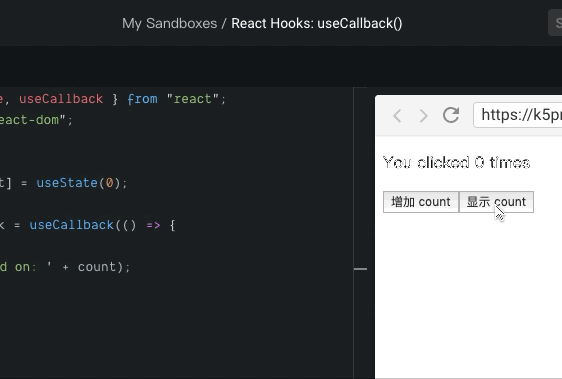 My Sandboxes / React Hooks: useCallback()
, useCallback } from "react";
eact-dom";
t] = useState(0);
k = useCallback(() => {
d on: ' + count);
https://k5p
You clicked 0 times
增加 count 显示 count